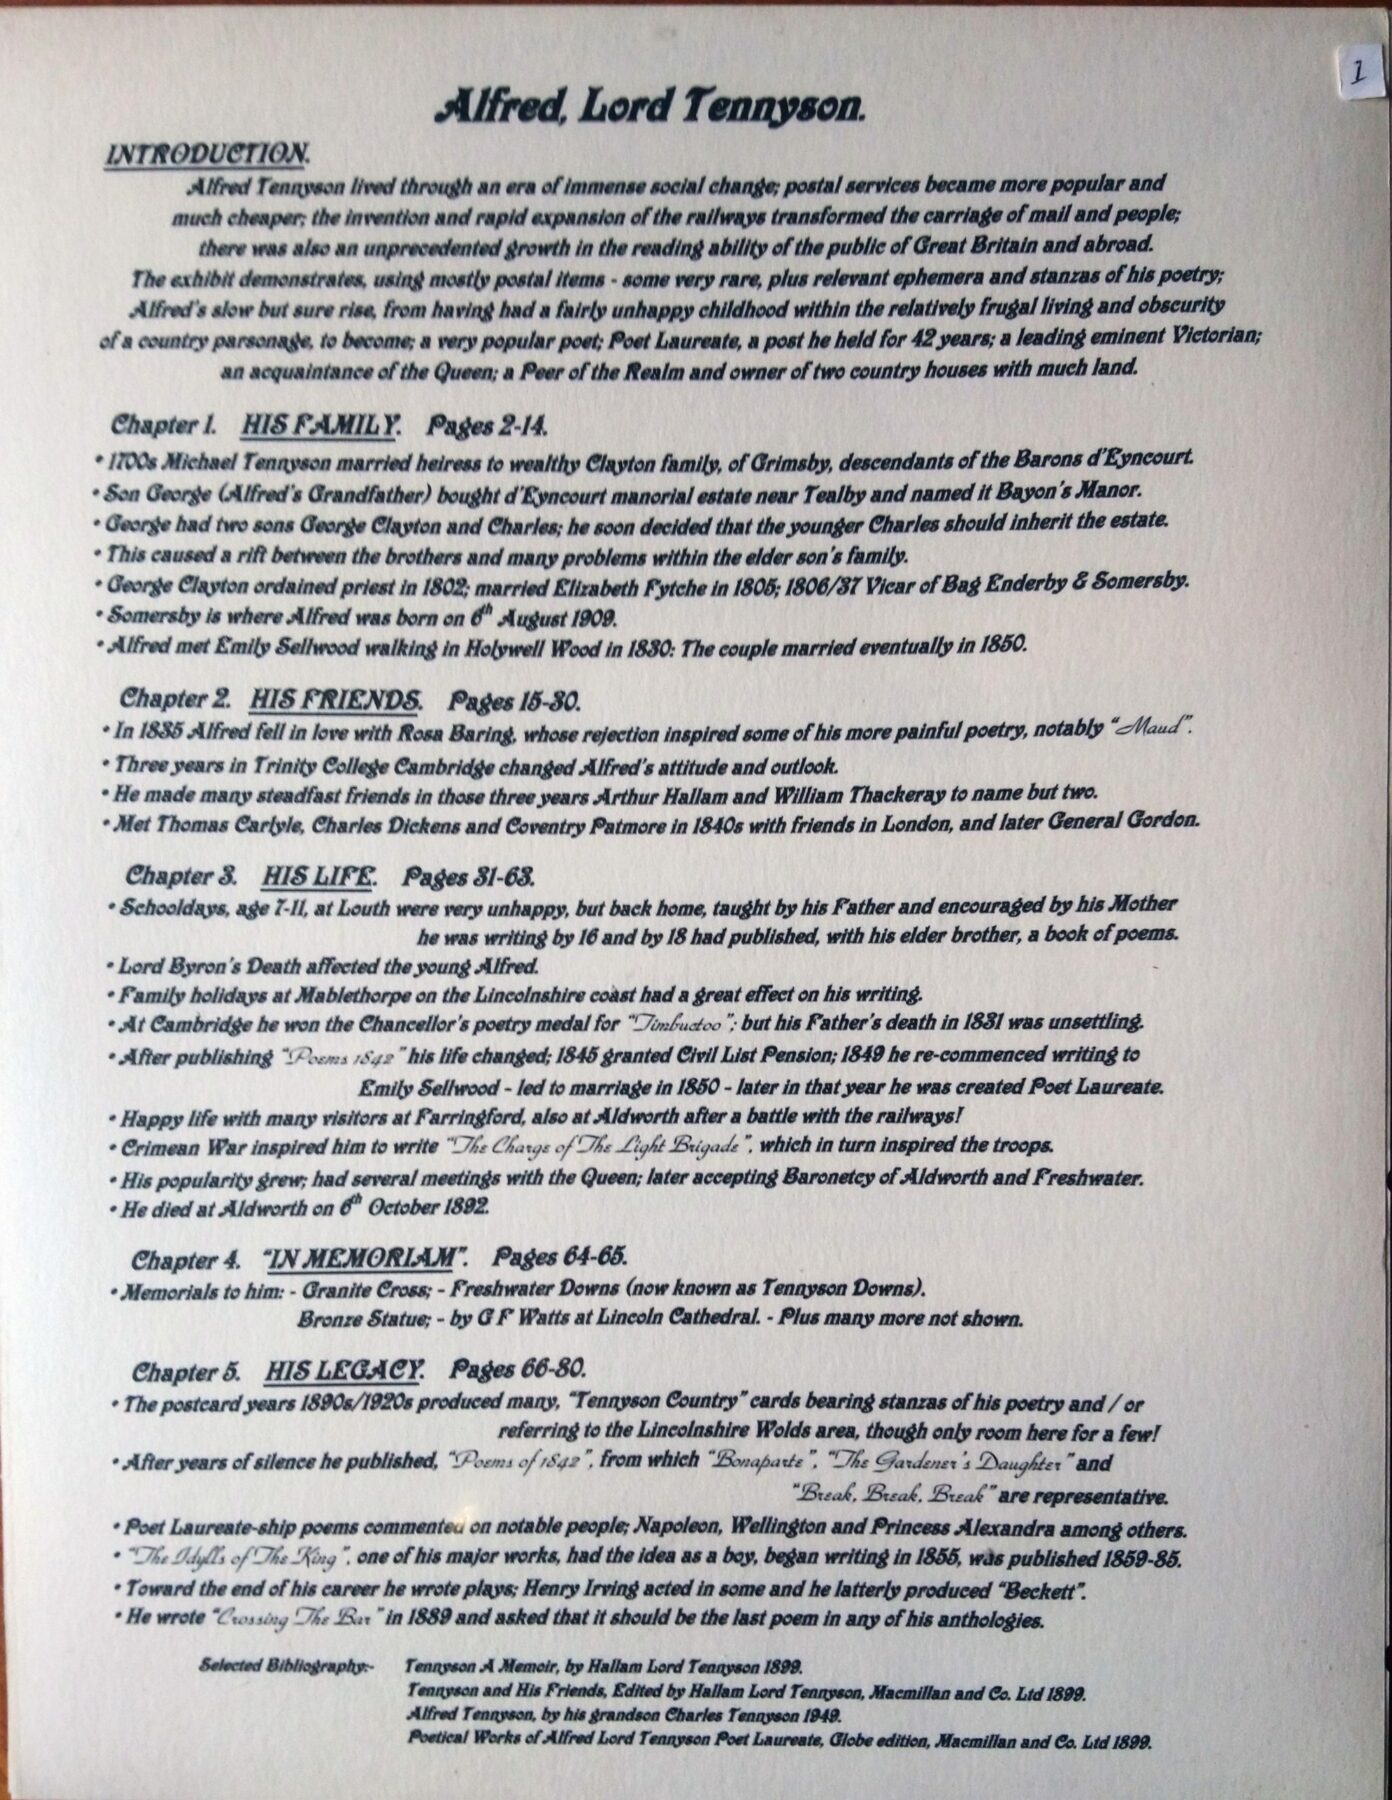 1
Alfred, Lord Tennyson.
INTRODUCTION.
Alfred Tennyson lived through an era of immense social change; postal services became more popular and
much cheaper; the invention and rapid expansion of the railways transformed the carriage of mail and people;
there was also an unprecedented growth in the reading ability of the public of Great Britain and abroad.
The exhibit demonstrates, using mostly postal items - some very rare, plus relevant ephemera and stanzas of his poetry;
Alfred's slow but sure rise, from having had a fairly unhappy childhood within the relatively frugal living and obscurity
of a country parsonage, to become; a very popular poet; Poet Laureate, a post he held for 42 years; a leading eminent Victorian;
an acquaintance of the Queen; a Peer of the Realm and owner of two country houses with much land.
Chapter 1. HIS FAMILY. Pages 2-14.
• 1700s Michael Tennyson married heiress to wealthy Clayton family, of Grimsby, descendants of the Barons d'Eyncourt.
• Son George (Alfred's Grandfather) bought d'Eyncourt manorial estate near Tealby and named it Bayon's Manor.
• George had two sons George Clayton and Charles; he soon decided that the younger Charles should inherit the estate.
• This caused a rift between the brothers and many problems within the elder son's family.
• George Clayton ordained priest in 1802; married Elizabeth Fytche in 1805; 1806/37 Vicar of Bag Enderby & Somersby.
• Somersby is where Alfred was born on 6th August 1909.
• Alfred met Emily Sellwood walking in Holywell Wood in 1830: The couple married eventually in 1850.
Chapter 2. HIS FRIENDS. Pages 15-30.
• In 1835 Alfred fell in love with Rosa Baring, whose rejection inspired some of his more painful poetry, notably "Maud".
• Three years in Trinity College Cambridge changed Alfred's attitude and outlook.
• He made many steadfast friends in those three years Arthur Hallam and William Thackeray to name but two.
• Met Thomas Carlyle, Charles Dickens and Coventry Patmore in 1840s with friends in London, and later General Gordon.
Chapter 3. HIS LIFE. Pages 31-63.
• Schooldays, age 7-11, at Louth were very unhappy, but back home, taught by his Father and encouraged by his Mother
he was writing by 16 and by 18 had published, with his elder brother, a book of poems.
• Lord Byron's Death affected the young Alfred.
• Family holidays at Mablethorpe on the Lincolnshire coast had a great effect on his writing.
• At Cambridge he won the Chancellor's poetry medal for "Timbuctoo"; but his Father's death in 1831 was unsettling.
• After publishing "Poems 1842" his life changed; 1845 granted Civil List Pension; 1849 he re-commenced writing to
Emily Sellwood - led to marriage in 1850 - later in that year he was created Poet Laureate.
• Happy life with many visitors at Farringford, also at Aldworth after a battle with the railways!
• Crimean War inspired him to write "The Charge of The Light Brigade", which in turn inspired the troops.
• His popularity grew; had several meetings with the Queen; later accepting Baronetcy of Aldworth and Freshwater.
• He died at Aldworth on 6th October 1892.
Chapter 4. "IN MEMORIAM". Pages 64-65.
• Memorials to him: - Granite Cross; - Freshwater Downs (now known as Tennyson Downs).
Bronze Statue; - by G F Watts at Lincoln Cathedral. - Plus many more not shown.
Chapter 5. HIS LEGACY. Pages 66-80.
• The postcard years 1890s/1920s produced many, "Tennyson Country" cards bearing stanzas of his poetry and / or
referring to the Lincolnshire Wolds area, though only room here for a few!
• After years of silence he published, "Poems of 1842", from which "Bonaparte", "The Gardener's Daughter" and
"Break, Break, Break" are representative.
• Poet Laureate-ship poems commented on notable people; Napoleon, Wellington and Princess Alexandra among others.
• "The Idylls of The King", one of his major works, had the idea as a boy, began writing in 1855, was published 1859-85.
• Toward the end of his career he wrote plays; Henry Irving acted in some and he latterly produced "Beckett".
• He wrote "Crossing The Bar" in 1889 and asked that it should be the last poem in any of his anthologies.
Selected Bibliography:- Tennyson A Memoir, by Hallam Lord Tennyson 1899.
Tennyson and His Friends, Edited by Hallam Lord Tennyson, Macmillan and Co. Ltd 1899.
Alfred Tennyson, by his grandson Charles Tennyson 1949.
Poetical Works of Alfred Lord Tennyson Poet Laureate, Globe edition, Macmillan and Co. Ltd 1899.